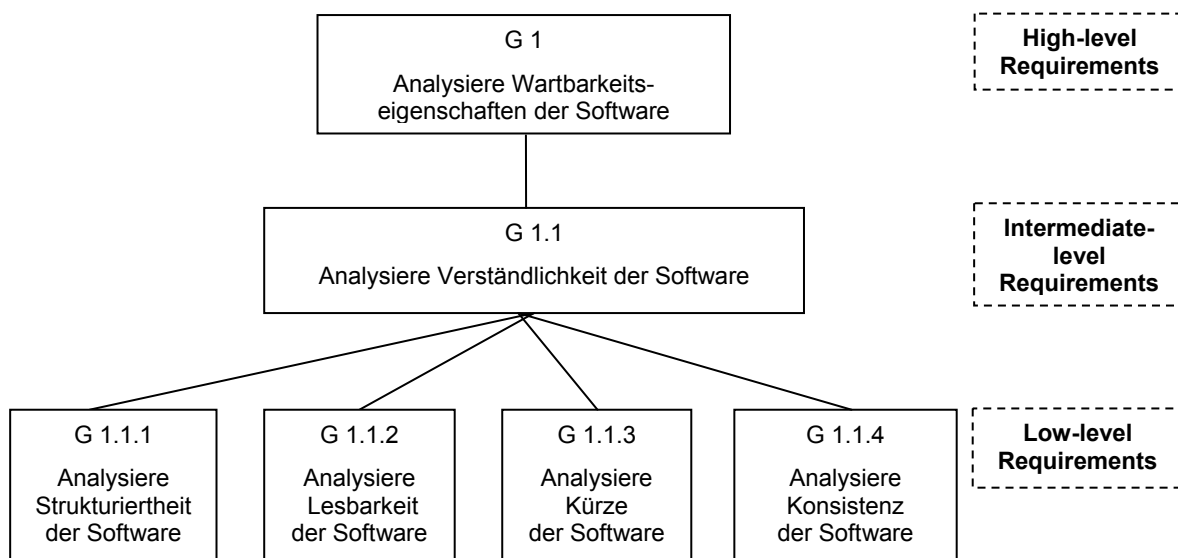 G 1
Analysiere Wartbarkeits-
eigenschaften der Software
High-level
Requirements
G 1.1
Analysiere Verständlichkeit der Software
Intermediate-
level
Requirements
G 1.1.1
Analysiere
Strukturiertheit
der Software
G 1.1.2
Analysiere
Lesbarkeit
der Software
G 1.1.3
Analysiere
Kürze
der Software
G 1.1.4
Analysiere
Konsistenz
der Software
Low-level
Requirements